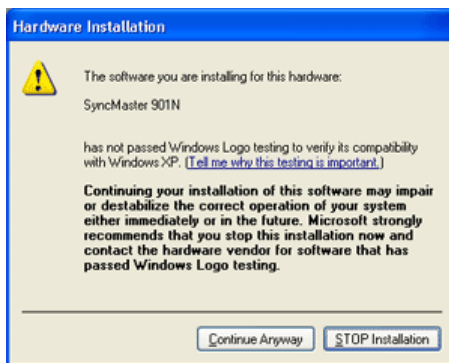 Hardware Installation
The software you are installing for this hardware:
SyncMaster 901N
has not passed Windows Logo testing to verify its compatibility
with Windows XP. (Tell me why this testing is important.)
Continuing your installation of this software may impair
or destabilize the correct operation of your system
either immediately or in the future. Microsoft strongly
recommends that you stop this installation now and
contact the hardware vendor for software that has
passed Windows Logo testing.
Continue Anyway
STOP Installation